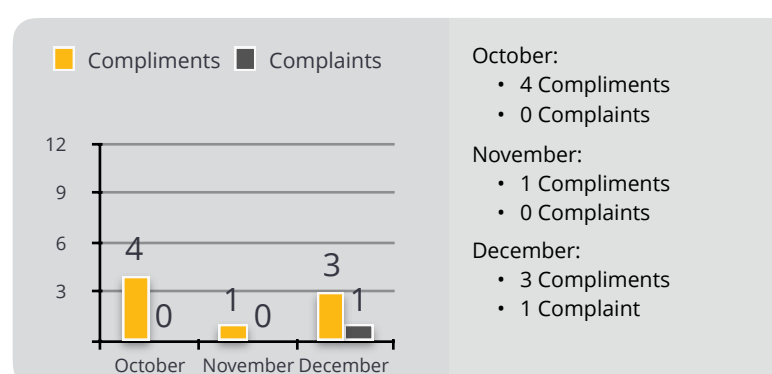 Compliments Complaints
12
9
6
3
4
0
1
0
3
1
October November December
October:
• 4 Compliments
• 0 Complaints
November:
• 1 Compliments
• 0 Complaints
December:
• 3 Compliments
• 1 Complaint